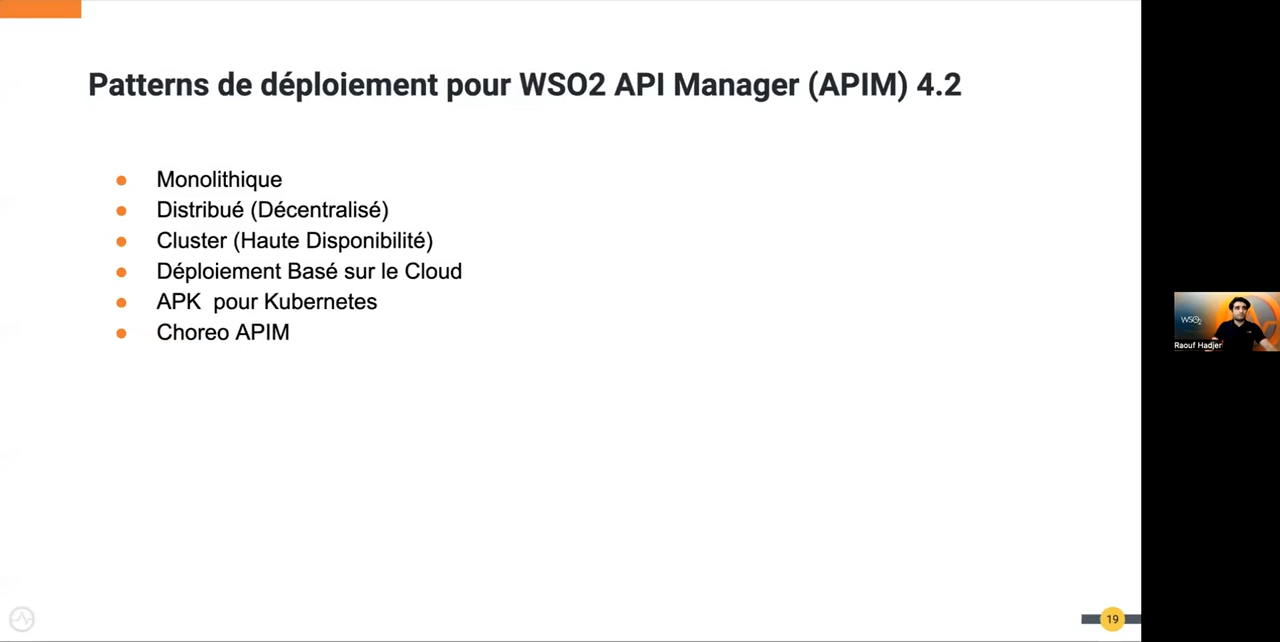 Patterns de déploiement pour WSO2 API Manager (APIM) 4.2
● Monolithique
● Distribué (Décentralisé)
● Cluster (Haute Disponibilité)
● Déploiement Basé sur le Cloud
● APK pour Kubernetes
● Choreo APIM
WSO2
Raouf Hadjer
19